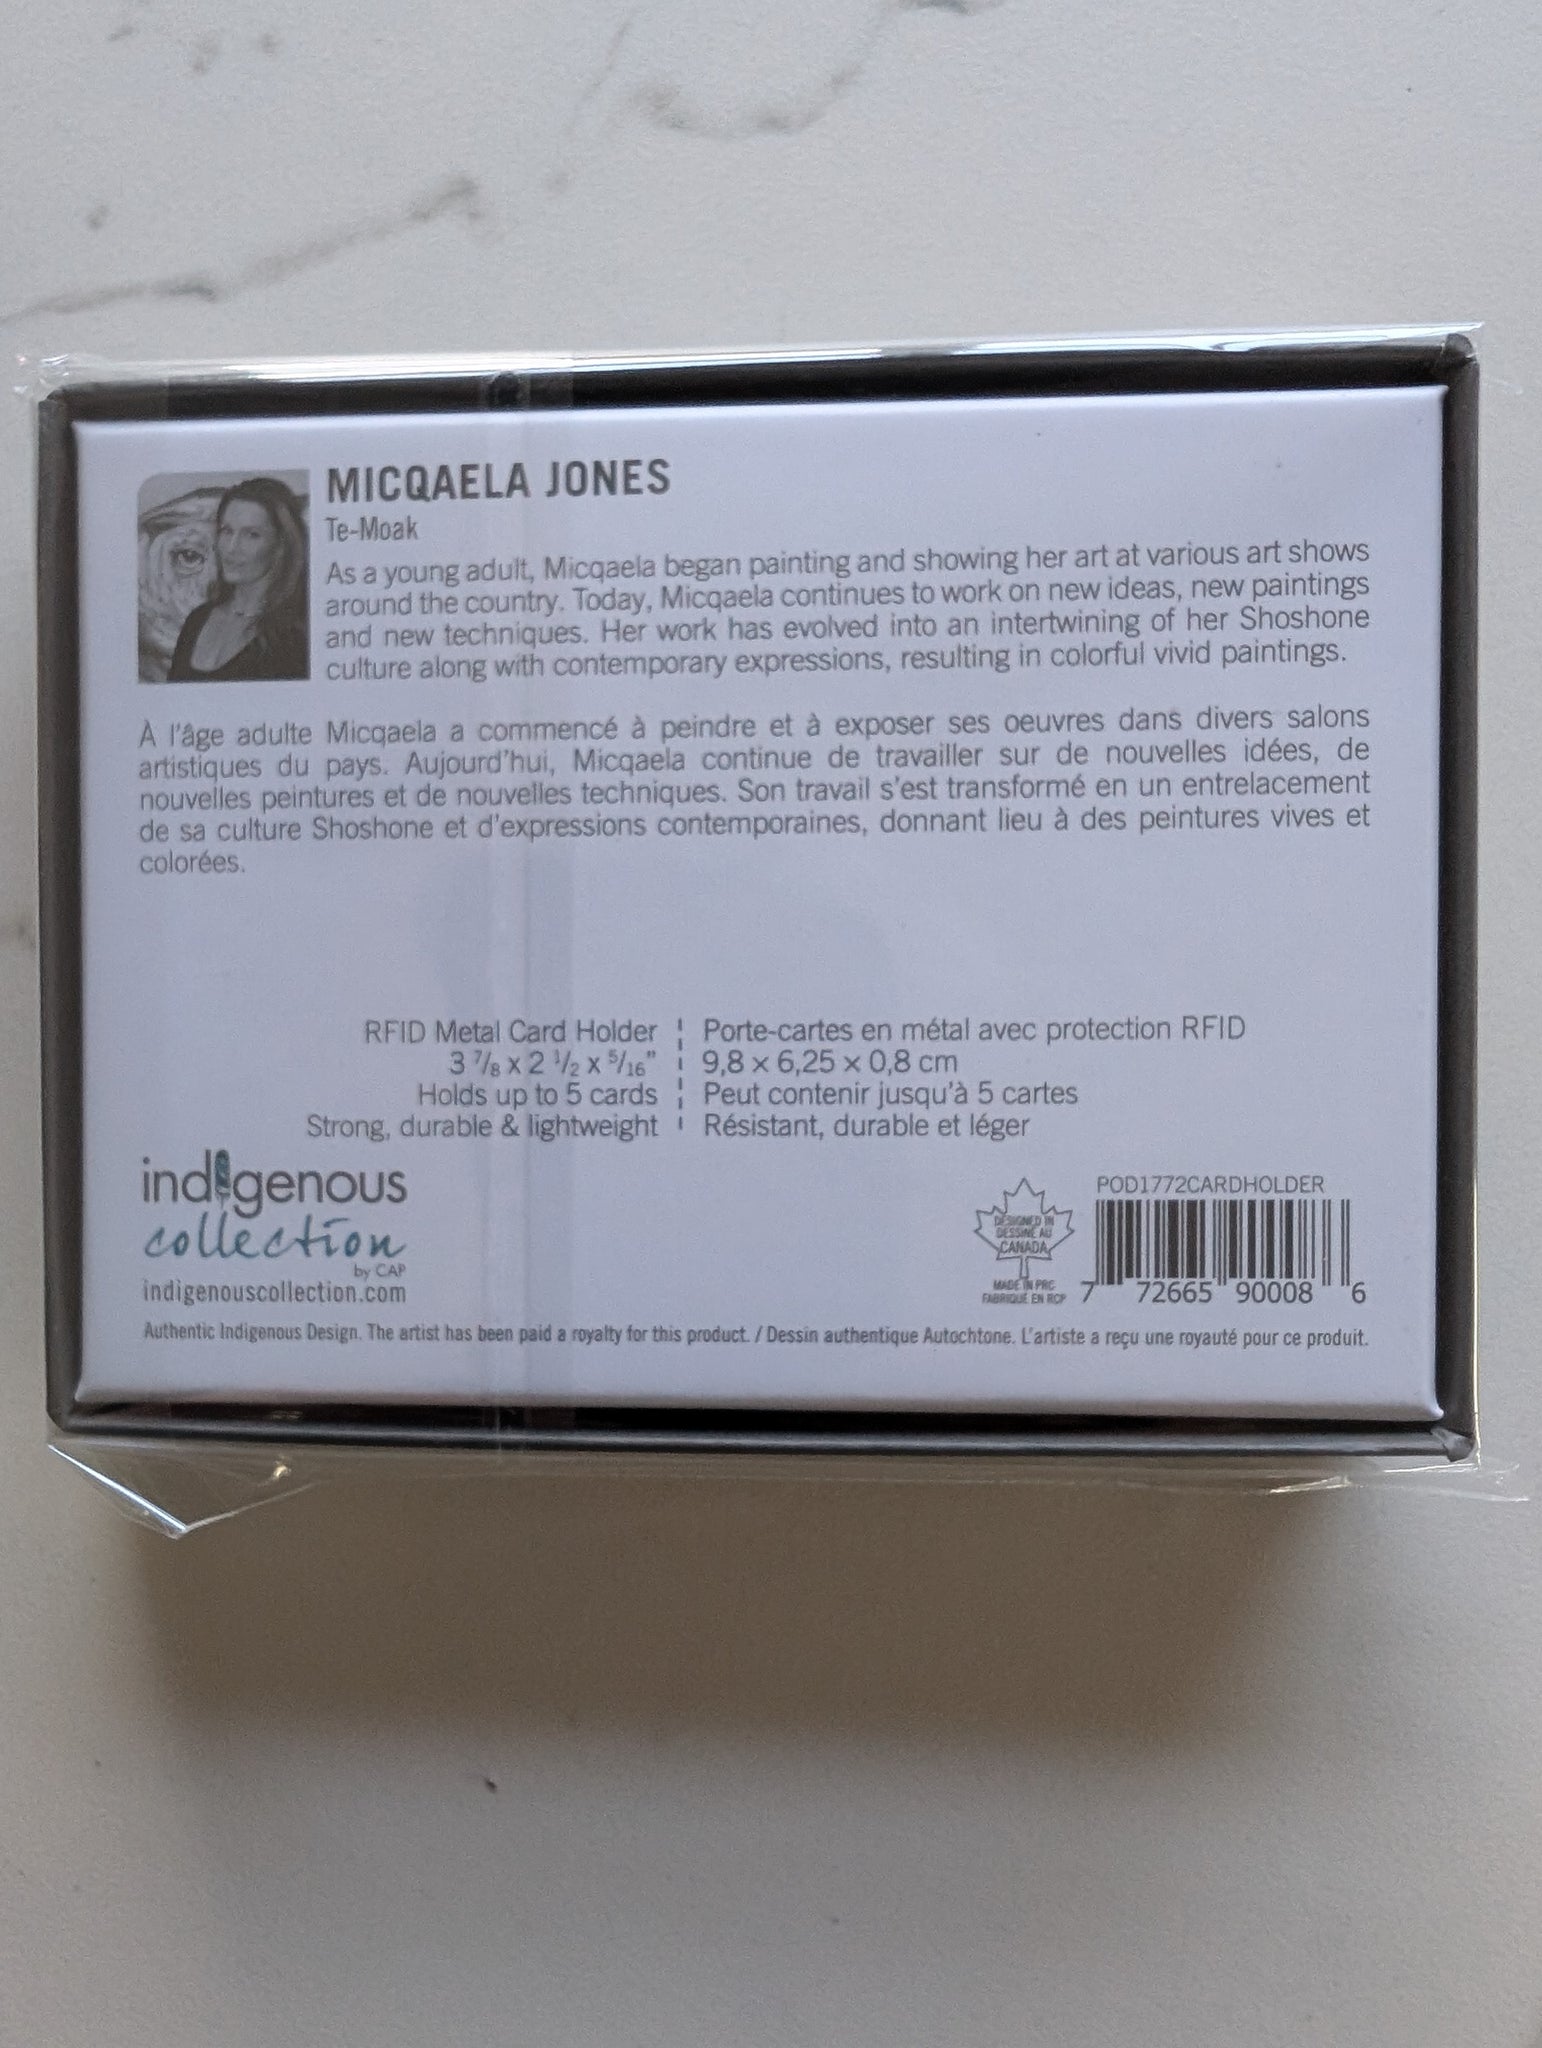 MICQAELA JONES
Te-Moak
As a young adult, Micqaela began painting and showing her art at various art shows
around the country. Today, Micqaela continues to work on new ideas, new paintings
and new techniques. Her work has evolved into an intertwining of her Shoshone
culture along with contemporary expressions, resulting in colorful vivid paintings.
À l'âge adulte Micqaela a commencé à peindre et à exposer ses oeuvres dans divers salons
artistiques du pays. Aujourd'hui, Micqaela continue de travailler sur de nouvelles idées, de
nouvelles peintures et de nouvelles techniques. Son travail s'est transformé en un entrelacement
de sa culture Shoshone et d'expressions contemporaines, donnant lieu à des peintures vives et
colorées.
RFID Metal Card Holder
3 7/8 x 2 1/2 x 5/16"
Holds up to 5 cards
Strong, durable & lightweight
Porte-cartes en métal avec protection RFID
9,8 x 6,25 x 0,8 cm
Peut contenir jusqu'à 5 cartes
Résistant, durable et léger
indigenous
collection
by CAP
indigenouscollection.com
DESIGNED IN
DESSINÉ AU
CANADA
MADE IN PRC
FABRIQUÉ EN RCP
POD1772CARDHOLDER
7 72665 90008 6
Authentic Indigenous Design. The artist has been paid a royalty for this product. / Dessin authentique Autochtone. L'artiste a reçu une royauté pour ce produit.